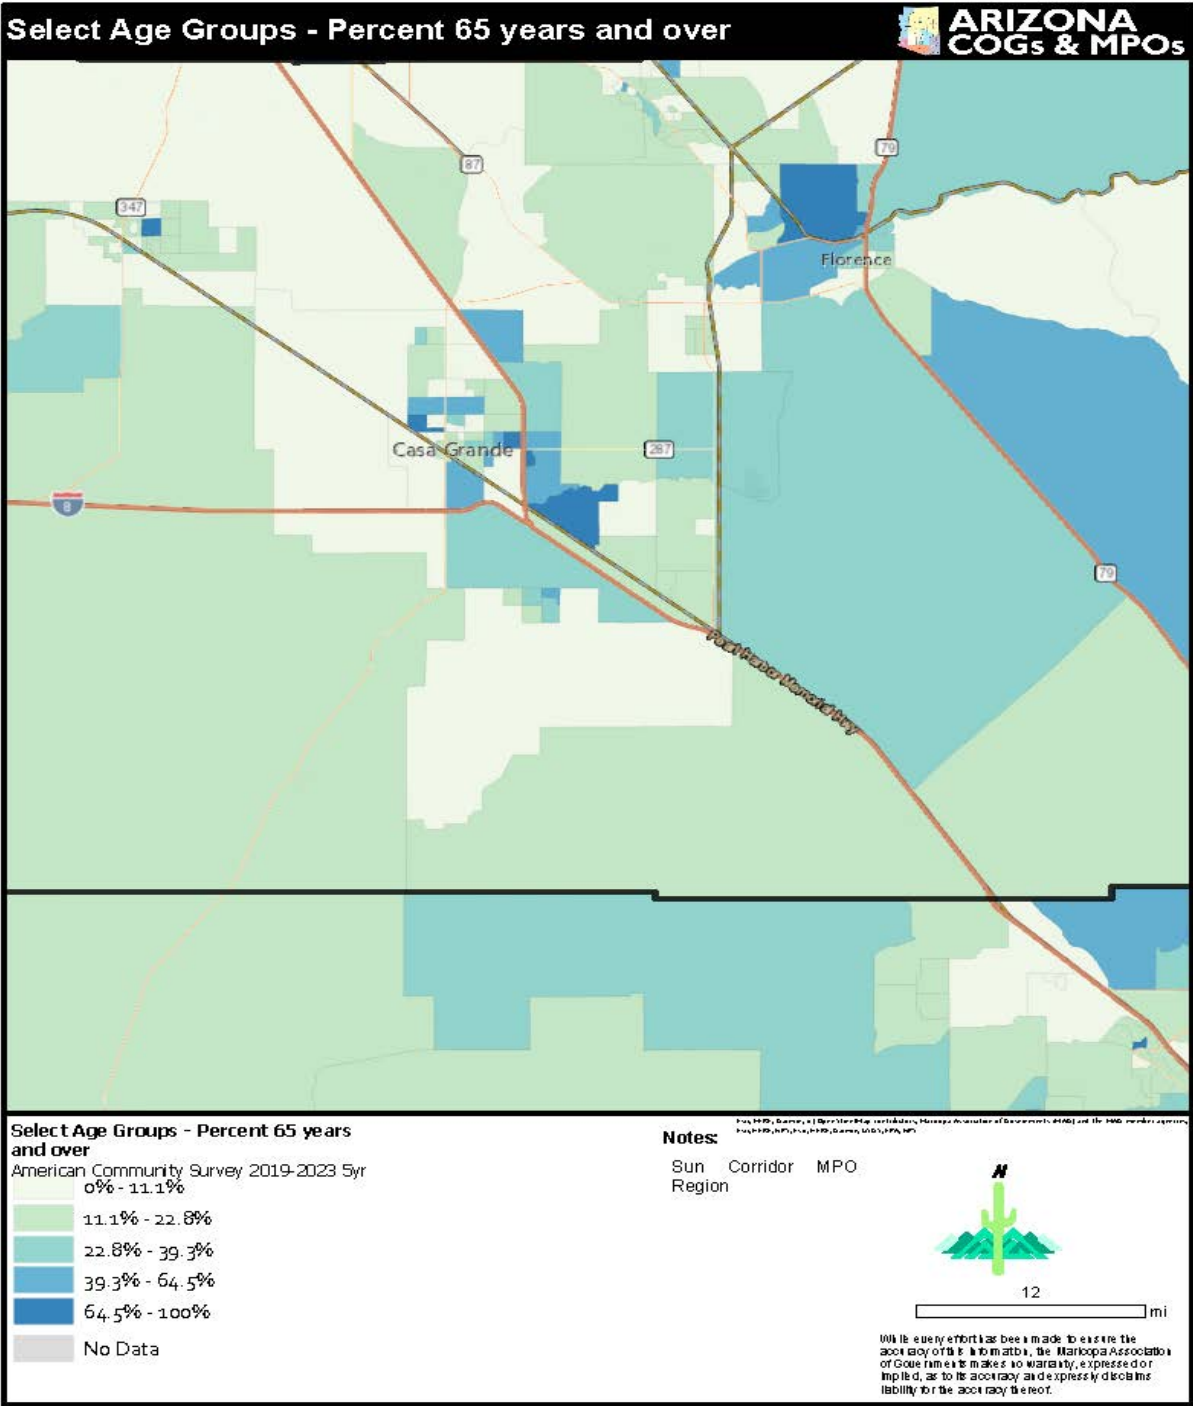 Select Age Groups - Percent 65 years and over
ARIZONA
COGs & MPOs
87
79
347
Florence
Casa Grande
287
8
79
Pearl Harbor Memorial Hwy
Select Age Groups - Percent 65 years
and over
American Community Survey 2019-2023 5yr
0% - 11.1%
11.1% - 22.8%
22.8% - 39.3%
39.3% - 64.5%
64.5% - 100%
No Data
Notes:
Sun Corridor MPO
Region
N
12
mi
While every effort has been made to ensure the
accuracy of this information, the Maricopa Association
of Governments makes no warranty, expressed or
implied, as to its accuracy and expressly disclaims
liability for the accuracy thereof.